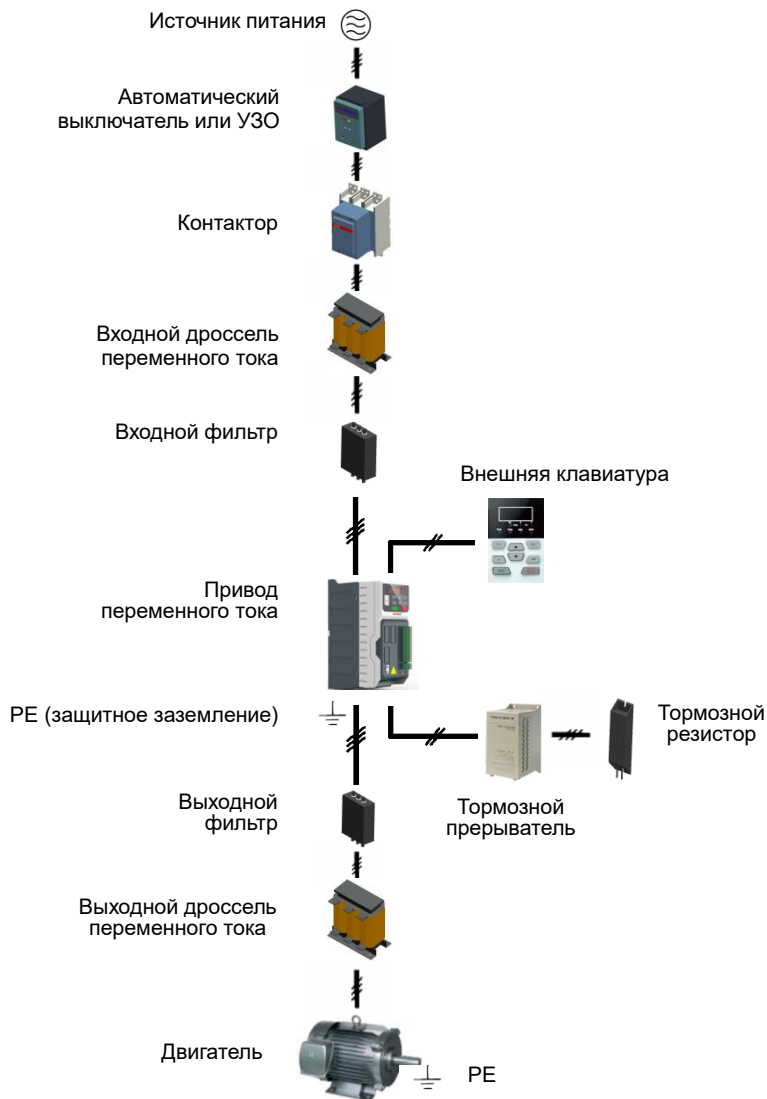 Источник питания
Автоматический
выключатель или УЗО
Контактор
Входной дроссель
переменного тока
Входной фильтр
Внешняя клавиатура
Привод
переменного тока
PE (защитное заземление)
Тормозной
резистор
Выходной
фильтр
Тормозной
прерыватель
Выходной дроссель
переменного тока
Двигатель
PE